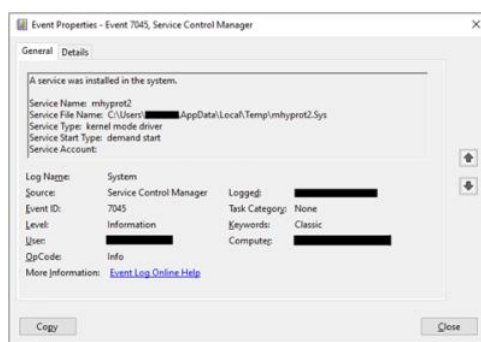 Event Properties - Event 7045, Service Control Manager
General Details
A service was installed in the system.
Service Name: mhyprot2
Service File Name: C:\Users\ .AppData\Local\Temp\mhyprot2.Sys
Service Type: kernel mode driver
Service Start Type: demand start
Service Account:
Log Name: System
Source: Service Control Manager Logged:
Event ID: 7045 Task Category: None
Level: Information Keywords: Classic
User: Computer:
OpCode: Info
More Information: Event Log Online Help
Copy Close